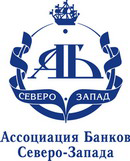 АБ
СЕВЕРО ЗАПАД
Ассоциация Банков
Северо-Запада